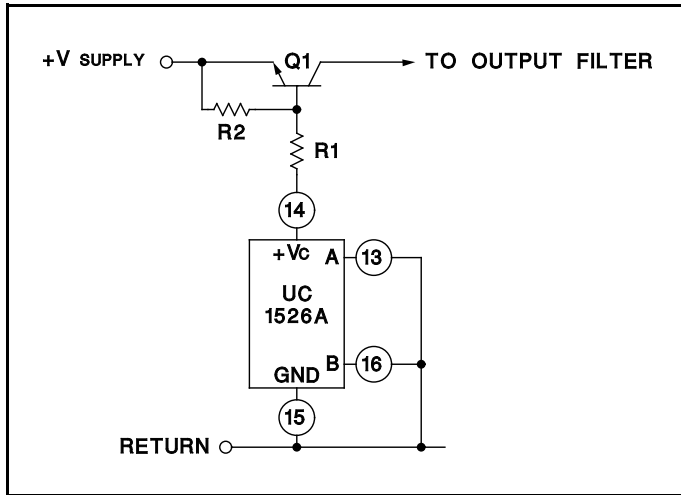 +V SUPPLY
Q1
TO OUTPUT FILTER
R2
R1
14
+VC
A
13
UC
1526A
B
16
GND
15
RETURN